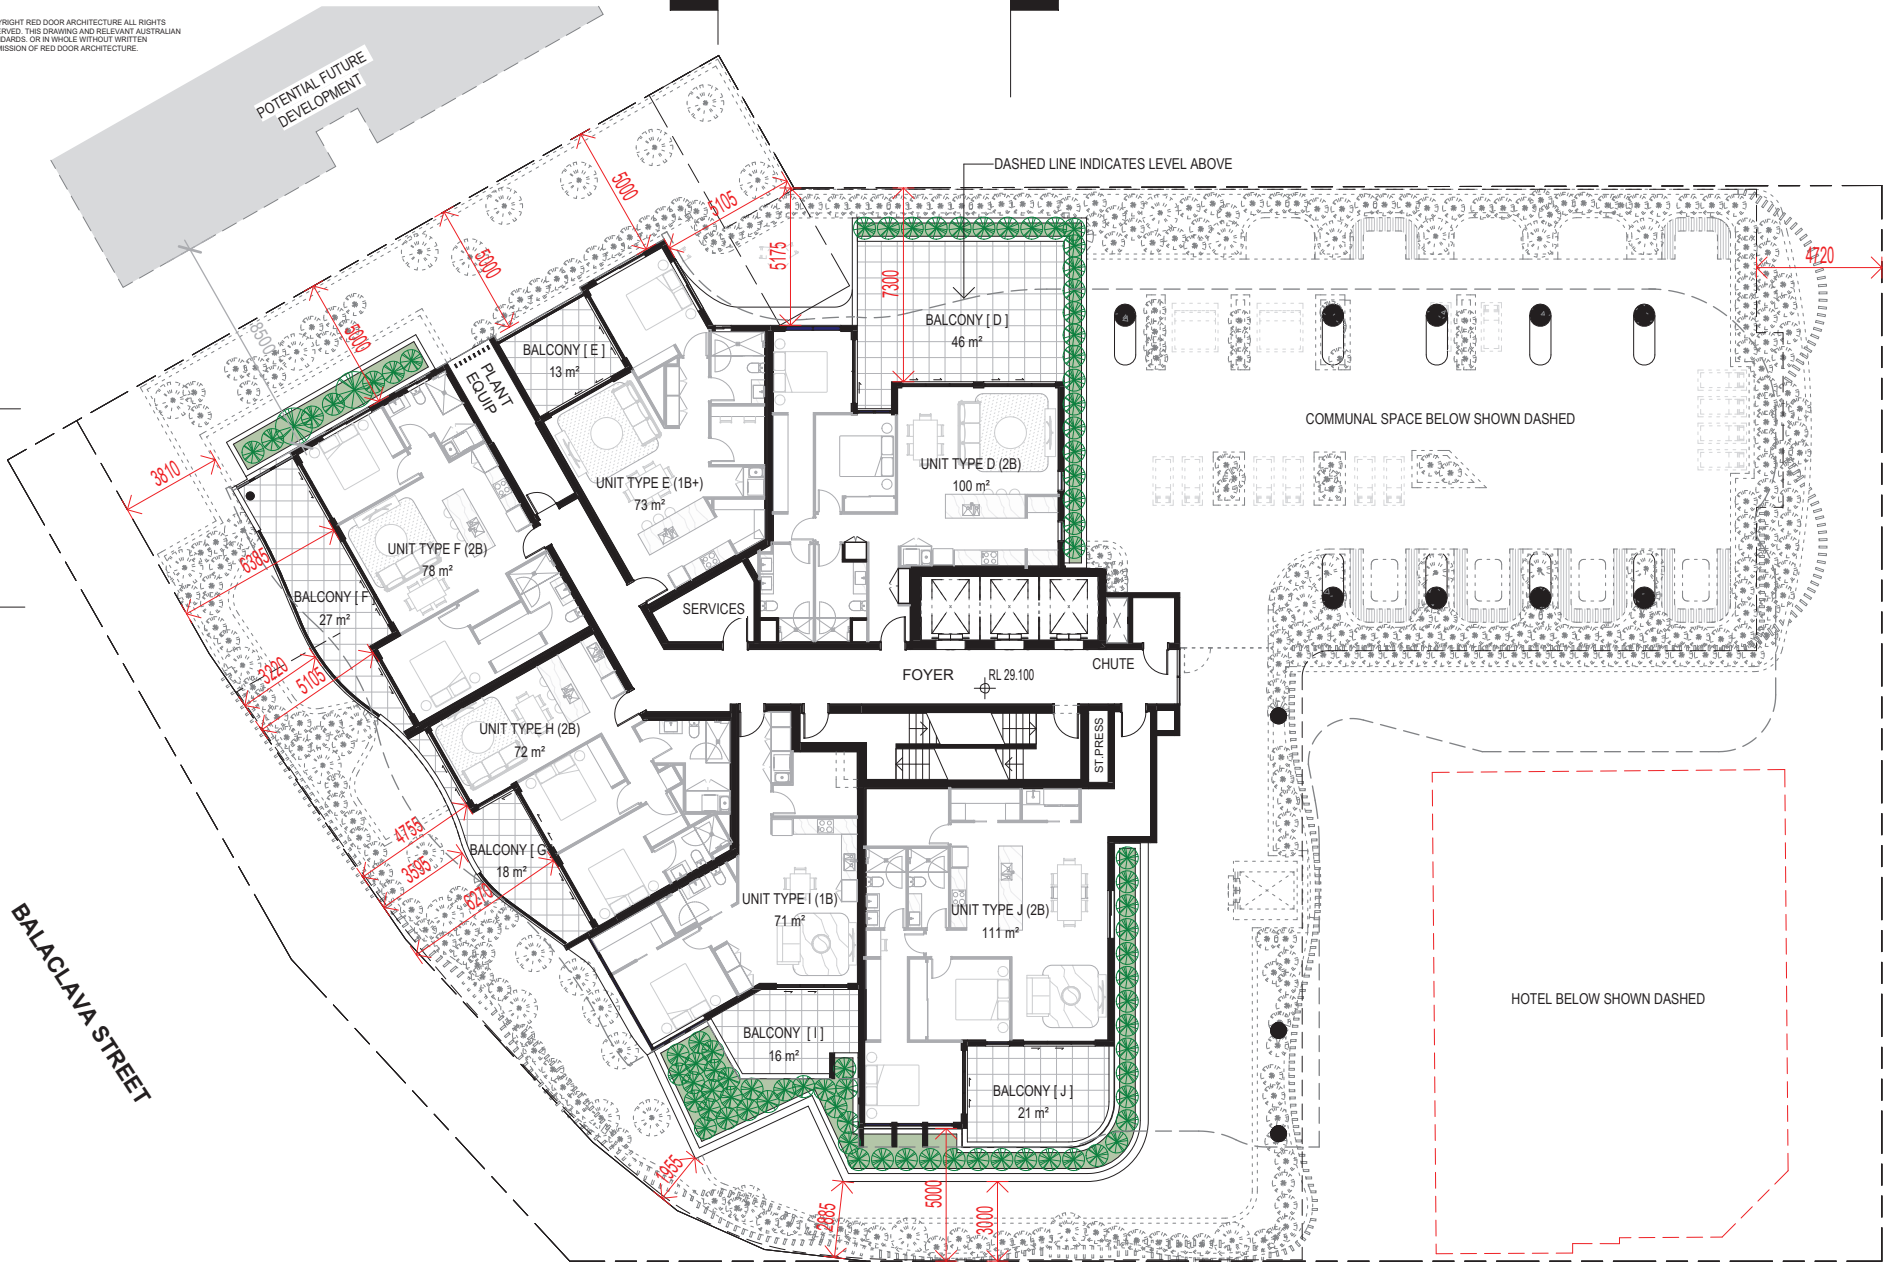 RIGHT RED DOOR ARCHITECTURE ALL RIGHTS
ERVED. THIS DRAWING AND RELEVANT AUSTRALIAN
DARDS. OR IN WHOLE WITHOUT WRITTEN
MISSION OF RED DOOR ARCHITECTURE.
POTENTIAL FUTURE
DEVELOPMENT
DASHED LINE INDICATES LEVEL ABOVE
5000
5105
5175
7300
4720
5000
8500
BALCONY [ D ]
46 m²
BALCONY [ E ]
13 m²
PLANT
EQUIP
COMMUNAL SPACE BELOW SHOWN DASHED
3810
UNIT TYPE D (2B)
100 m²
UNIT TYPE E (1B+)
73 m²
UNIT TYPE F (2B)
78 m²
6385
BALCONY [ F
27 m²
SERVICES
3220
5105
FOYER
RL 29.100
CHUTE
UNIT TYPE H (2B)
72 m²
ST.PRESS
4755
3595
6270
BALCONY [ G
18 m²
UNIT TYPE I (1B)
71 m²
UNIT TYPE J (2B)
111 m²
BALACLAVA STREET
HOTEL BELOW SHOWN DASHED
BALCONY [ I ]
16 m²
BALCONY [ J ]
21 m²
2885
5000
3000